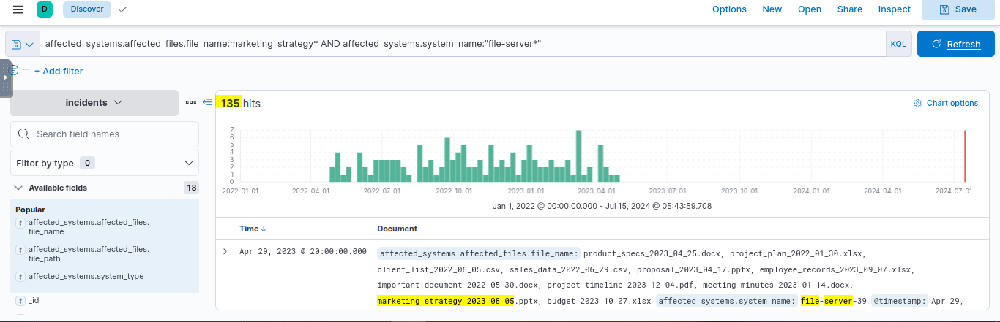 D Discover Options New Open Share Inspect Save
affected_systems.affected_files.file_name:marketing_strategy* AND affected_systems.system_name:"file-server*" KQL Refresh
+ Add filter
incidents
135 hits
Chart options
Search field names
Filter by type 0
Available fields 18
Popular
t affected_systems.affected_files.
file_name
t affected_systems.affected_files.
file_path
t affected_systems.system_type
t _id
7
6
5
4
3
2
1
0
2022-01-01 2022-04-01 2022-07-01 2022-10-01 2023-01-01 2023-04-01 2023-07-01 2023-10-01 2024-01-01 2024-04-01 2024-07-01
Jan 1, 2022 @ 00:00:00.000 - Jul 15, 2024 @ 05:43:59.708
Time Document
Apr 29, 2023 @ 20:00:00.000
affected_systems.affected_files.file_name: product_specs_2023_04_25.docx, project_plan_2022_01_30.xlsx,
client_list_2022_06_05.csv, sales_data_2022_06_29.csv, proposal_2023_04_17.pptx, employee_records_2023_09_07.xlsx,
important_document_2022_05_30.docx, project_timeline_2023_12_04.pdf, meeting_minutes_2023_01_14.docx,
marketing_strategy_2023_08_05.pptx, budget_2023_10_07.xlsx affected_systems.system_name: file-server-39 @timestamp: Apr 29,